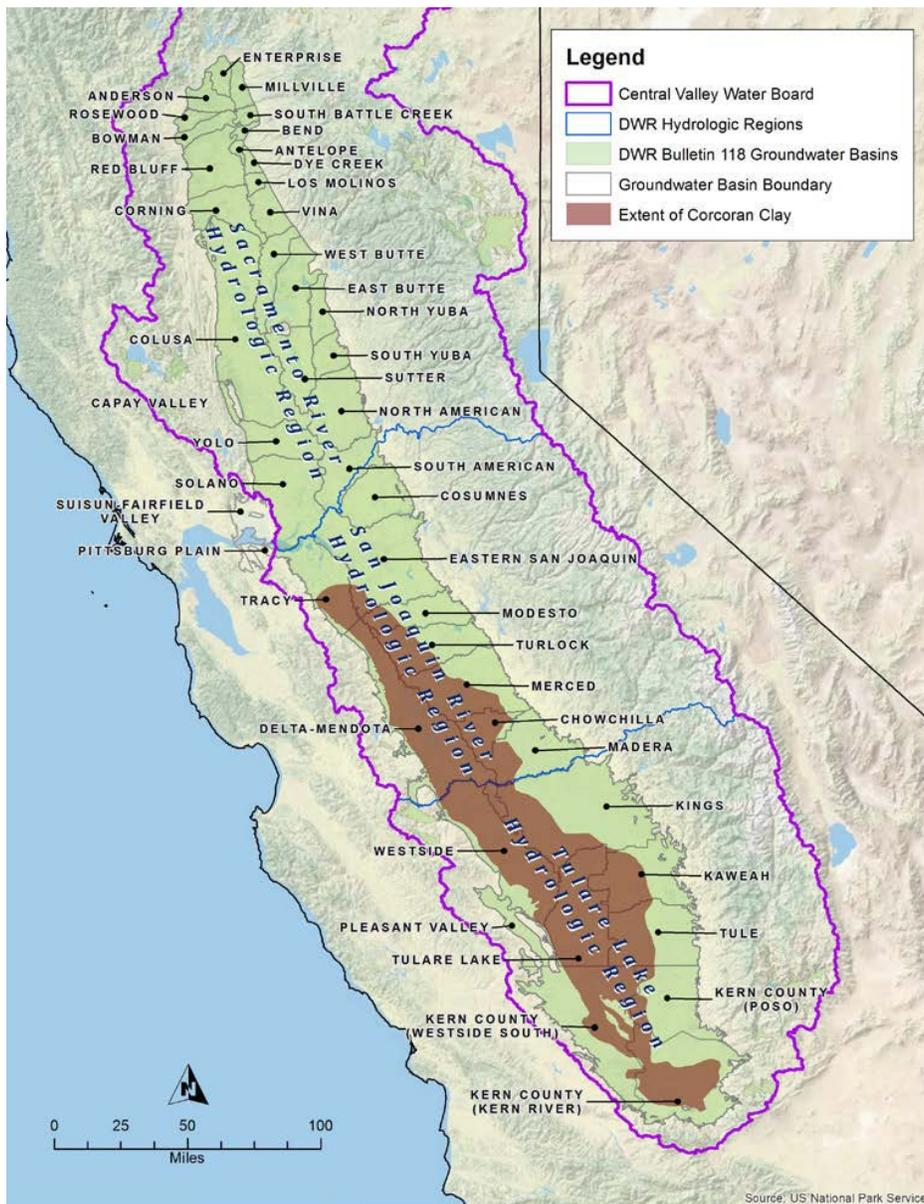 Legend
Central Valley Water Board
DWR Hydrologic Regions
DWR Bulletin 118 Groundwater Basins
Groundwater Basin Boundary
Extent of Corcoran Clay
ENTERPRISE
MILLVILLE
ANDERSON
SOUTH BATTLE CREEK
ROSEWOOD
BEND
BOWMAN
ANTELOPE
DYE CREEK
RED BLUFF
LOS MOLINOS
CORNING
VINA
Sacramento River
Hydrologic Region
WEST BUTTE
EAST BUTTE
NORTH YUBA
COLUSA
SOUTH YUBA
SUTTER
CAPAY VALLEY
NORTH AMERICAN
YOLO
SOUTH AMERICAN
SOLANO
COSUMNES
SUISUN-FAIRFIELD
VALLEY
San Joaquin River
Hydrologic Region
PITTSBURG PLAIN
EASTERN SAN JOAQUIN
TRACY
MODESTO
TURLOCK
MERCED
CHOWCHILLA
DELTA-MENDOTA
MADERA
KINGS
Tulare Lake
Hydrologic Region
WESTSIDE
KAWEAH
PLEASANT VALLEY
TULE
TULARE LAKE
KERN COUNTY
(POSO)
KERN COUNTY
(WESTSIDE SOUTH)
KERN COUNTY
(KERN RIVER)
N
0 25 50 100
Miles
Source: US National Park Service